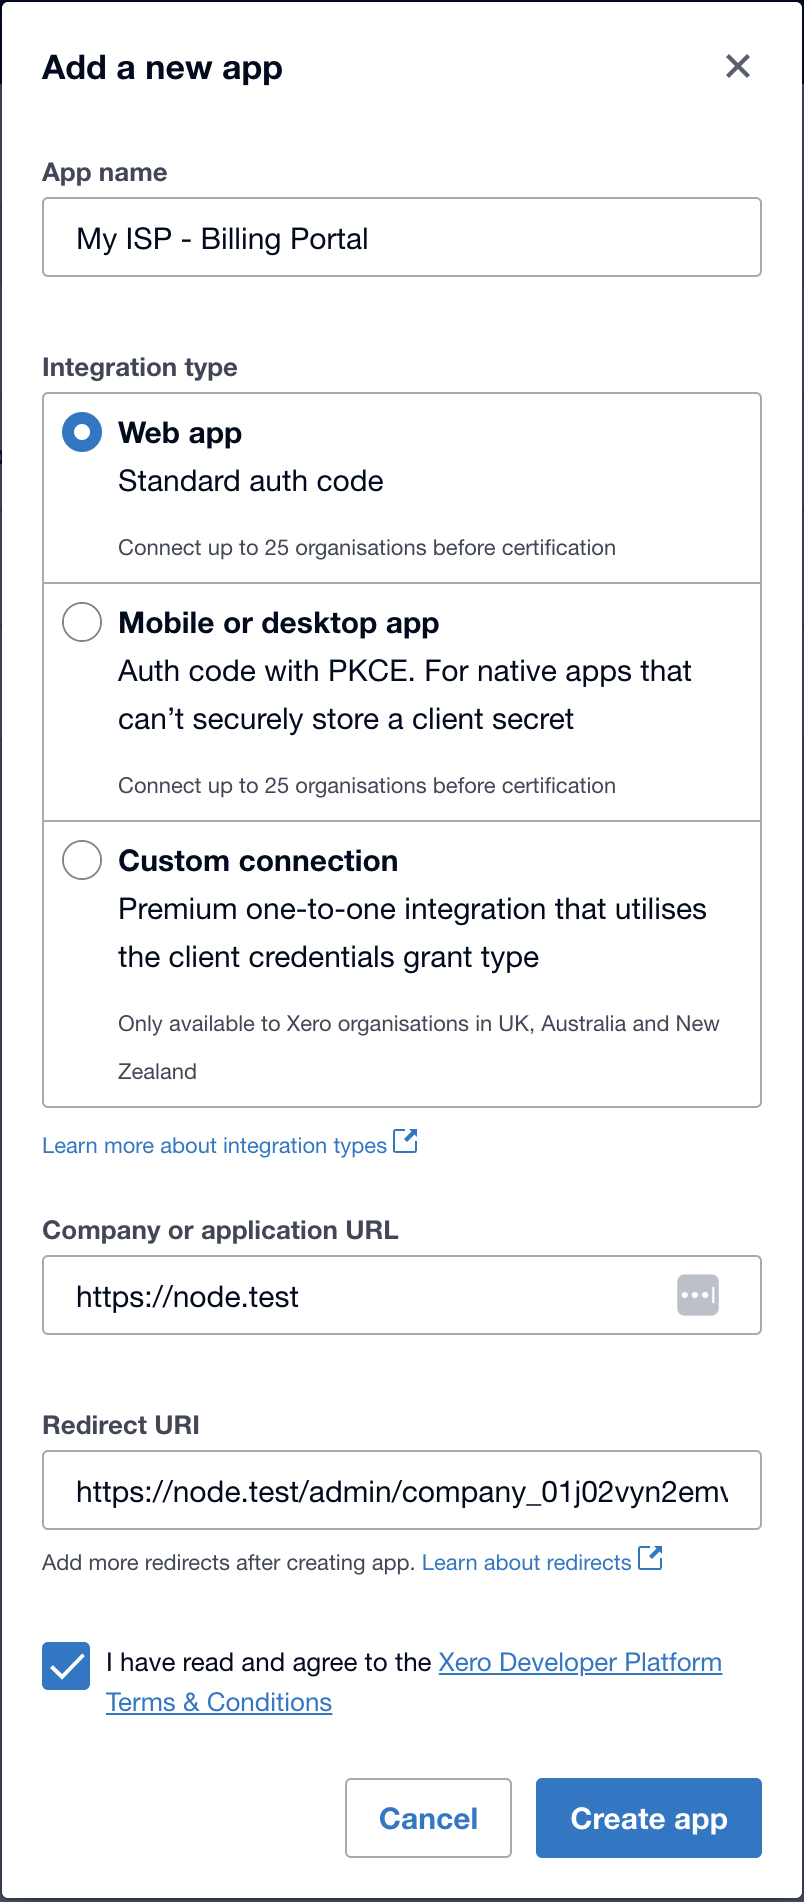 Add a new app
App name
My ISP - Billing Portal
Integration type
Web app
Standard auth code
Connect up to 25 organisations before certification
Mobile or desktop app
Auth code with PKCE. For native apps that
can’t securely store a client secret
Connect up to 25 organisations before certification
Custom connection
Premium one-to-one integration that utilises
the client credentials grant type
Only available to Xero organisations in UK, Australia and New
Zealand
Learn more about integration types
Company or application URL
https://node.test
Redirect URI
https://node.test/admin/company_01j02vyn2em
Add more redirects after creating app. Learn about redirects
I have read and agree to the Xero Developer Platform
Terms & Conditions
Cancel
Create app